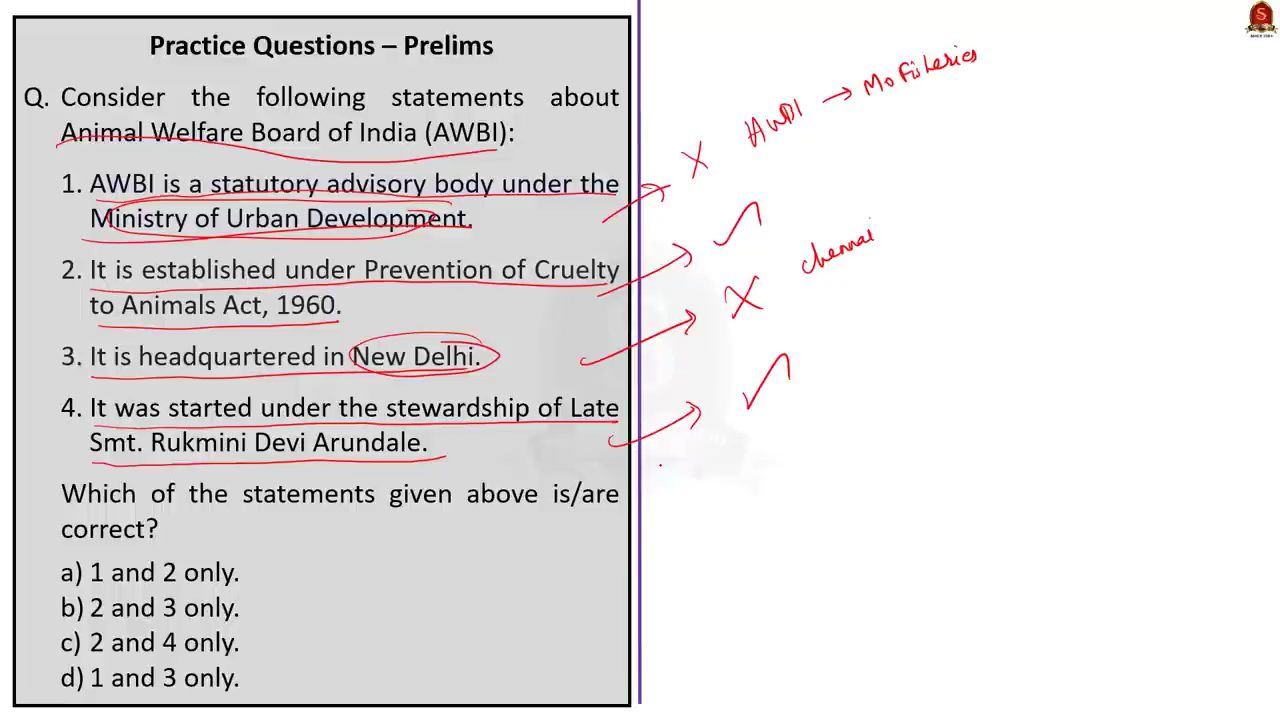 Practice Questions – Prelims
Q. Consider the following statements about
Animal Welfare Board of India (AWBI):
1. AWBI is a statutory advisory body under the
Ministry of Urban Development.
2. It is established under Prevention of Cruelty
to Animals Act, 1960.
3. It is headquartered in New Delhi.
4. It was started under the stewardship of Late
Smt. Rukmini Devi Arundale.
Which of the statements given above is/are
correct?
a) 1 and 2 only.
b) 2 and 3 only.
c) 2 and 4 only.
d) 1 and 3 only.
AWBI → Mo Fisheries
chennai
S